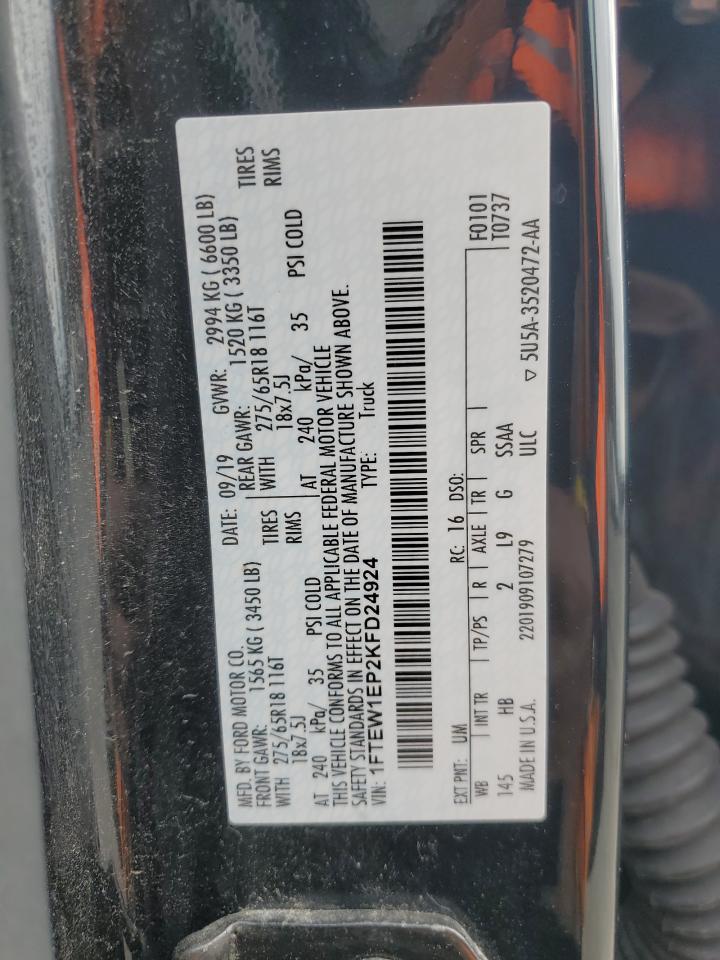 MFD. BY FORD MOTOR CO. DATE: 09/19 GVWR: 2994 KG ( 6600 LB)
FRONT GAWR: 1565 KG ( 3450 LB) REAR GAWR: 1520 KG ( 3350 LB)
WITH 275/65R18 116T TIRES WITH 275/65R18 116T TIRES
18x7.5J RIMS 18x7.5J RIMS
AT 240 kPa/ 35 PSI COLD AT 240 kPa/ 35 PSI COLD
THIS VEHICLE CONFORMS TO ALL APPLICABLE FEDERAL MOTOR VEHICLE
SAFETY STANDARDS IN EFFECT ON THE DATE OF MANUFACTURE SHOWN ABOVE.
VIN: 1FTEW1EP2KFD24924 TYPE: Truck
EXT PNT: UM RC: 16 DSO: F0101
WB INT TR TP/PS R AXLE TR SPR T0737
145 HB 2 L9 G SSAA
MADE IN U.S.A. 2201909107279 ULC ▽ 5U5A-3520472-AA